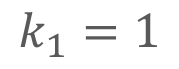 k₁ = 1